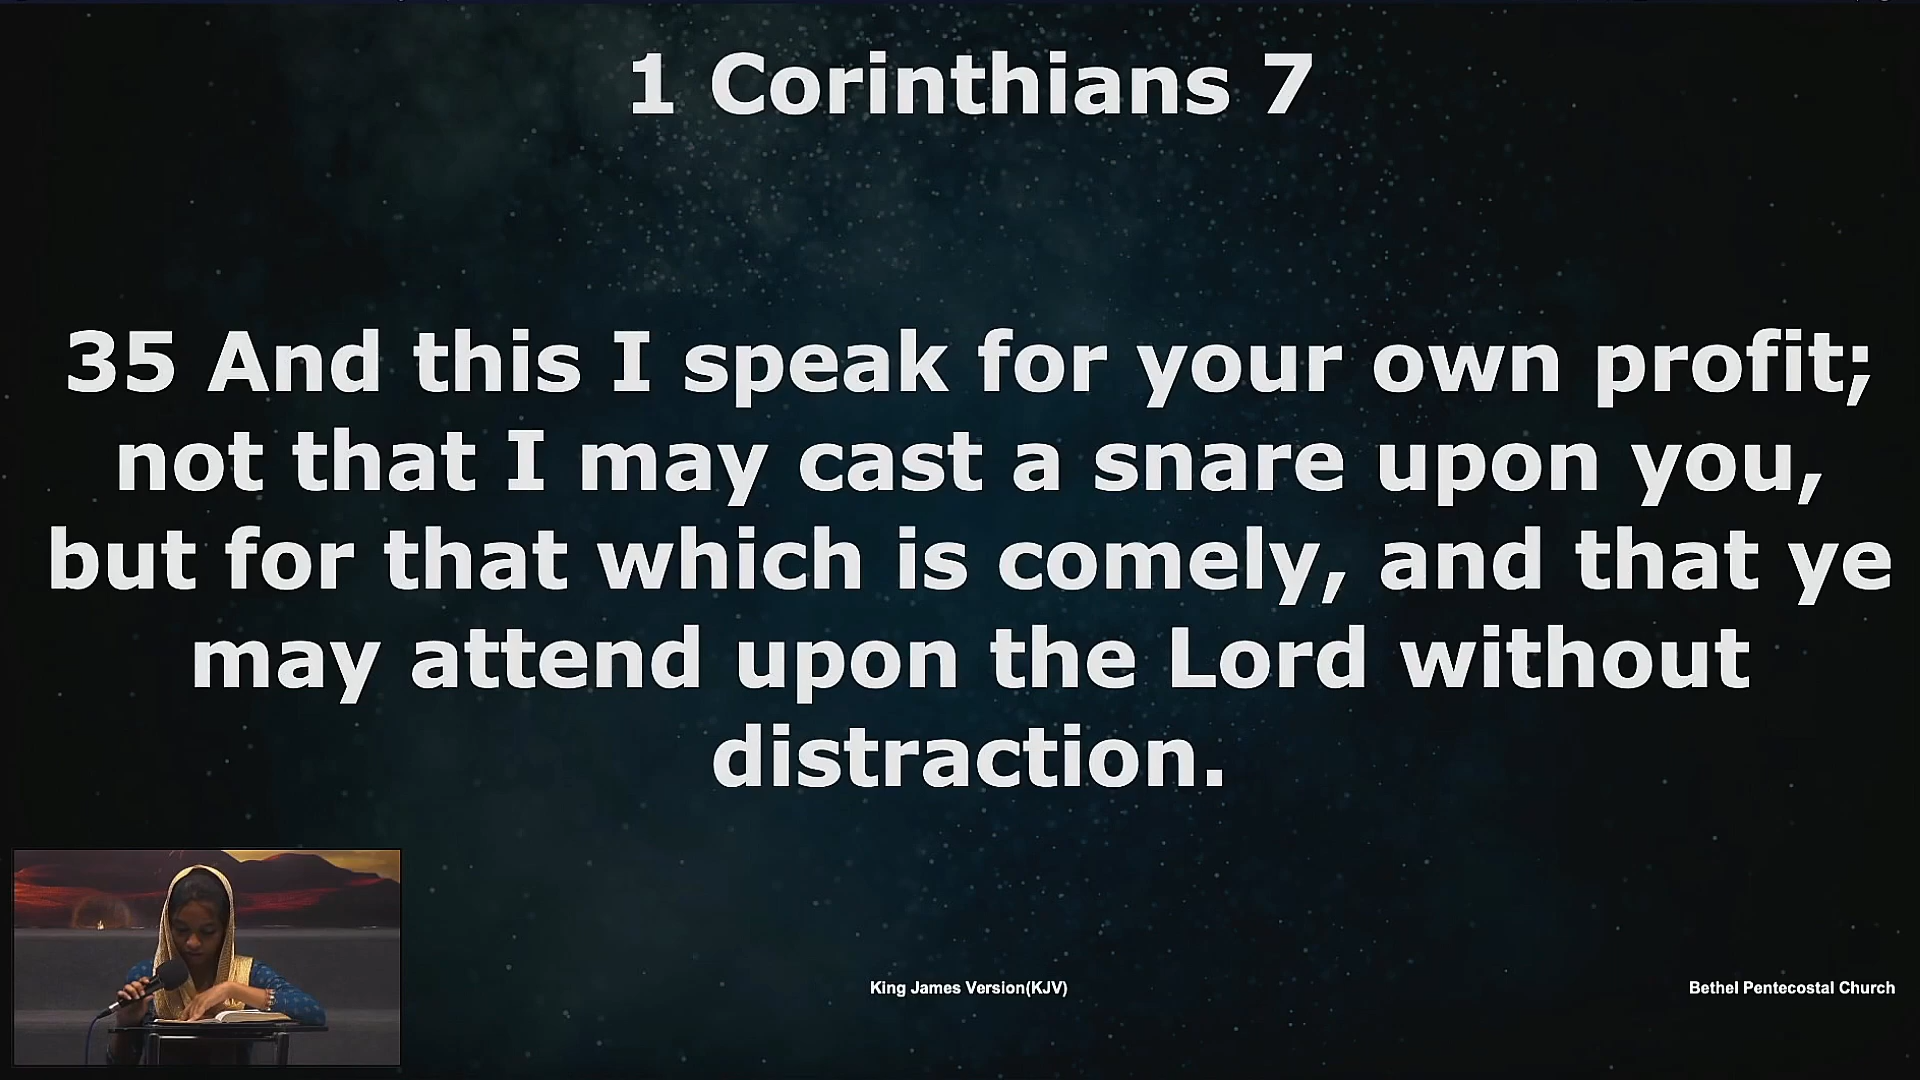 1 Corinthians 7
35 And this I speak for your own profit;
not that I may cast a snare upon you,
but for that which is comely, and that ye
may attend upon the Lord without
distraction.
King James Version(KJV)
Bethel Pentecostal Church